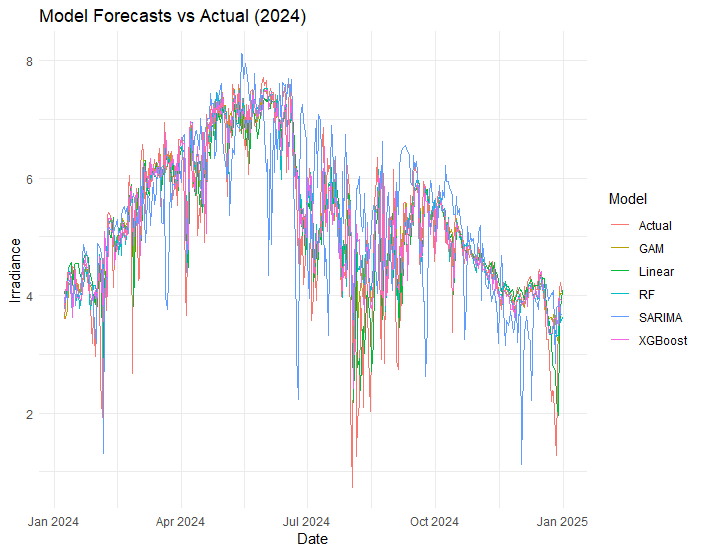 Model Forecasts vs Actual (2024)
8
6
4
2
Irradiance
Jan 2024 Apr 2024 Jul 2024 Oct 2024 Jan 2025
Date
Model
Actual
GAM
Linear
RF
SARIMA
XGBoost